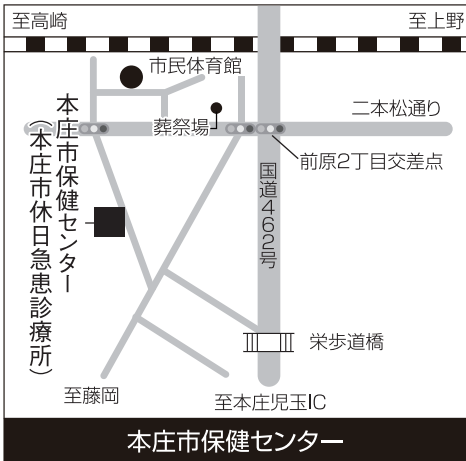 至高崎
至上野
市民体育館
二本松通り
葬祭場
前原2丁目交差点
本庄市保健センター
（本庄市休日急患診療所）
国道462号
栄歩道橋
至藤岡
至本庄児玉IC
本庄市保健センター